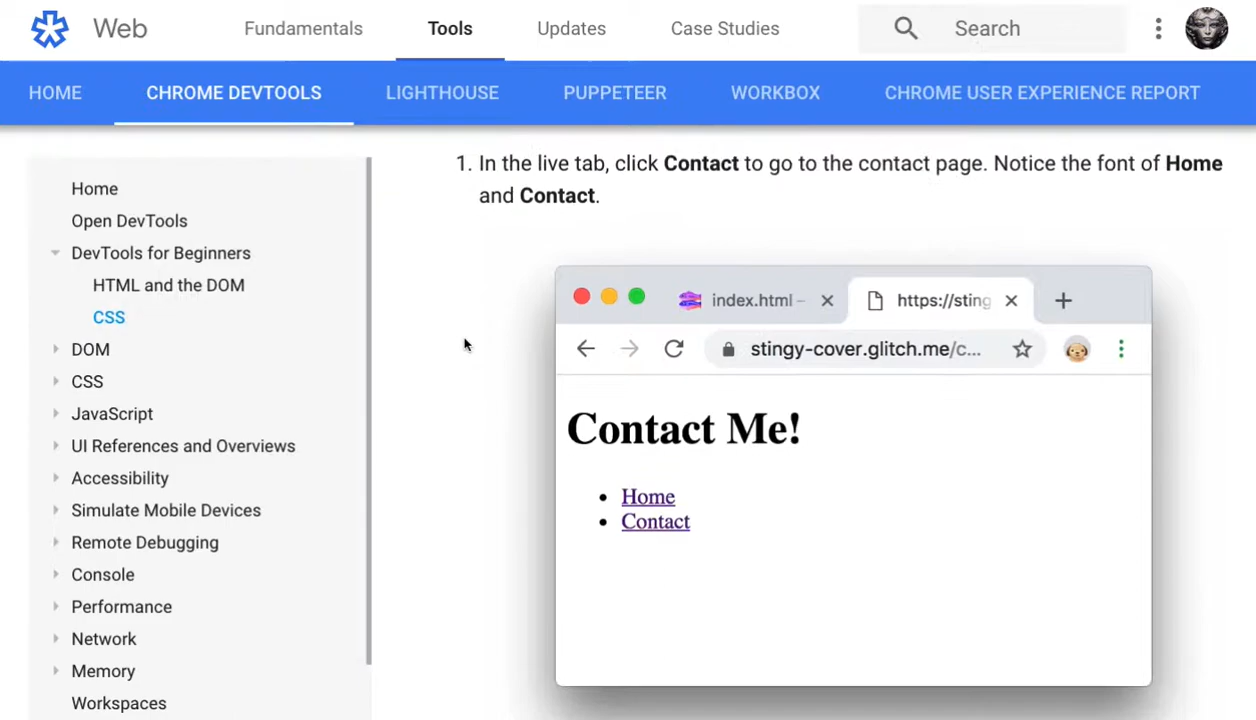 Web Fundamentals Tools Updates Case Studies Search
HOME CHROME DEVTOOLS LIGHTHOUSE PUPPETEER WORKBOX CHROME USER EXPERIENCE REPORT
Home
Open DevTools
DevTools for Beginners
HTML and the DOM
CSS
DOM
CSS
JavaScript
UI References and Overviews
Accessibility
Simulate Mobile Devices
Remote Debugging
Console
Performance
Network
Memory
Workspaces
1. In the live tab, click Contact to go to the contact page. Notice the font of Home
and Contact.
index.html – https://sting
stingy-cover.glitch.me/c...
Contact Me!
Home
Contact